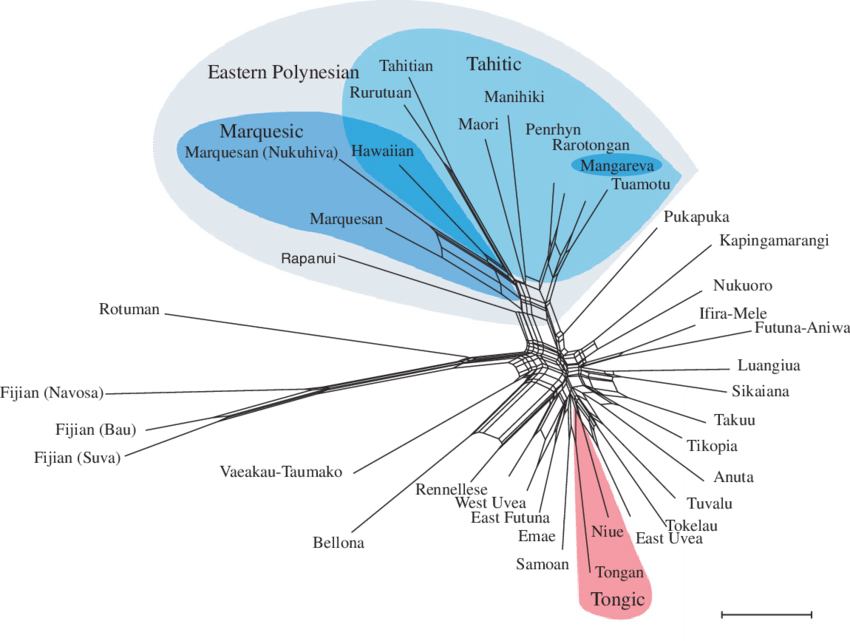 Eastern Polynesian
Tahitian
Tahitic
Rurutuan
Manihiki
Marquesic
Maori
Penrhyn
Marquesan (Nukuhiva)
Hawaiian
Rarotongan
Mangareva
Tuamotu
Marquesan
Pukapuka
Rapanui
Kapingamarangi
Nukuoro
Rotuman
Ifira-Mele
Futuna-Aniwa
Luangiua
Fijian (Navosa)
Sikaiana
Fijian (Bau)
Takuu
Fijian (Suva)
Tikopia
Vaeakau-Taumako
Anuta
Rennellese
West Uvea
Tuvalu
East Futuna
Tokelau
Bellona
Emae
Niue
East Uvea
Samoan
Tongan
Tongic